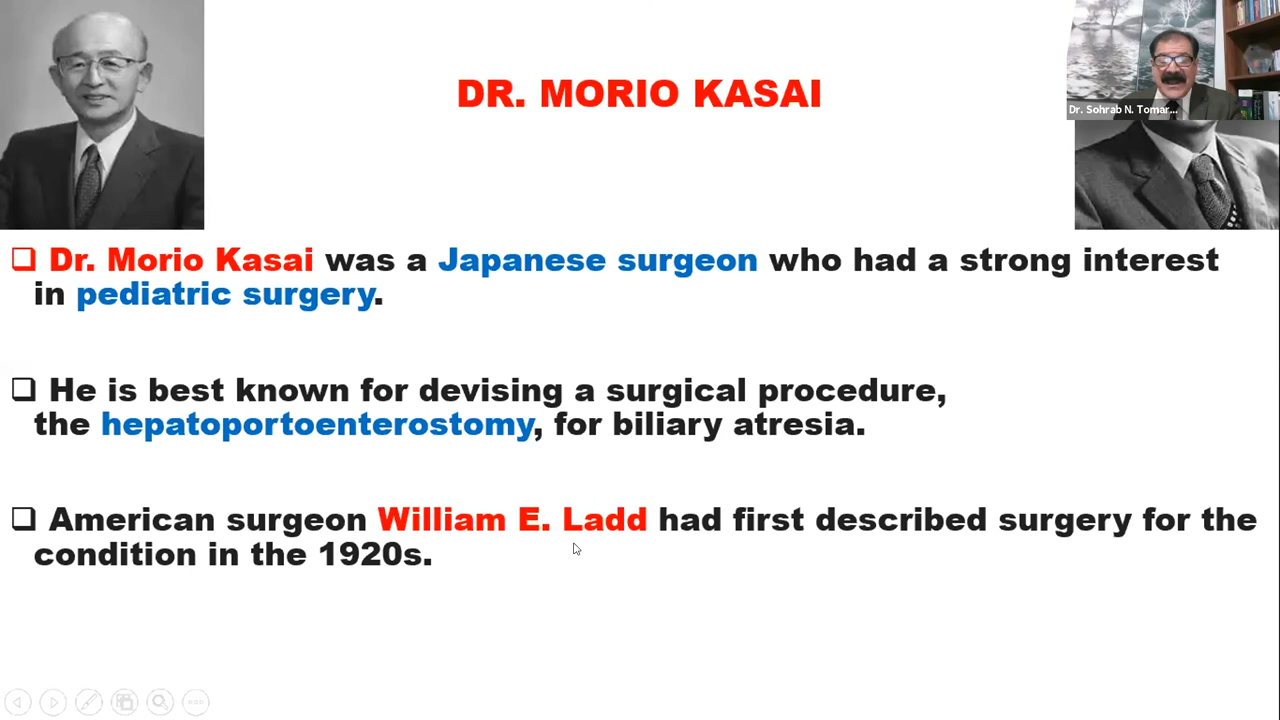 DR. MORIO KASAI
Dr. Sohrab N. Tomar...
❑ Dr. Morio Kasai was a Japanese surgeon who had a strong interest
in pediatric surgery.
❑ He is best known for devising a surgical procedure,
the hepatoportoenterostomy, for biliary atresia.
❑ American surgeon William E. Ladd had first described surgery for the
condition in the 1920s.